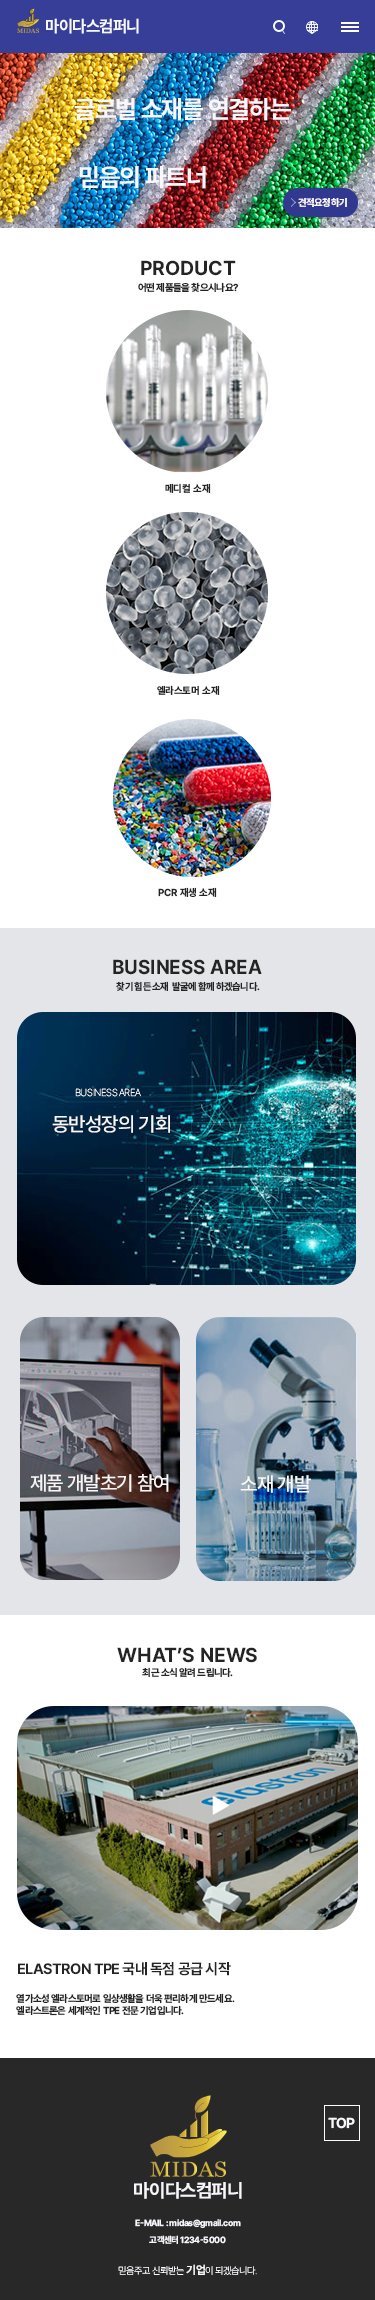 MIDAS 마이다스컴퍼니
글로벌 소재를 연결하는
믿음의 파트너
견적요청하기
PRODUCT
어떤 제품들을 찾으시나요?
메디컬 소재
엘라스토머 소재
PCR 재생 소재
BUSINESS AREA
찾기힘든소재 발굴에 함께 하겠습니다.
BUSINESS AREA
동반성장의 기회
제품 개발초기 참여
소재 개발
WHAT’S NEWS
최근 소식 알려 드립니다.
elastron
ELASTRON TPE 국내 독점 공급 시작
열가소성 엘라스토머로 일상생활을 더욱 편리하게 만드세요.
엘라스트론은 세계적인 TPE 전문 기업입니다.
TOP
MIDAS
마이다스컴퍼니
E-MAIL : midas@gmail.com
고객센터 1234-5000
믿음주고 신뢰받는 기업이 되겠습니다.